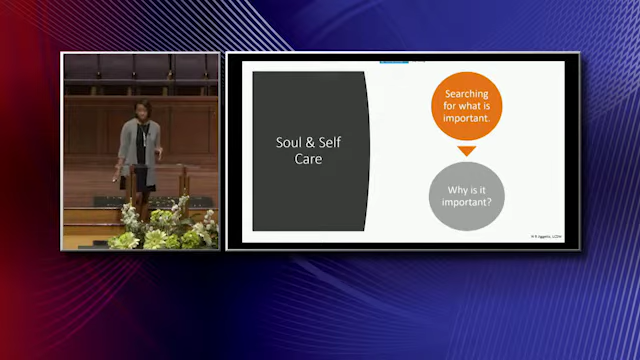 Soul & Self
Care
Searching
for what is
important.
Why is it
important?